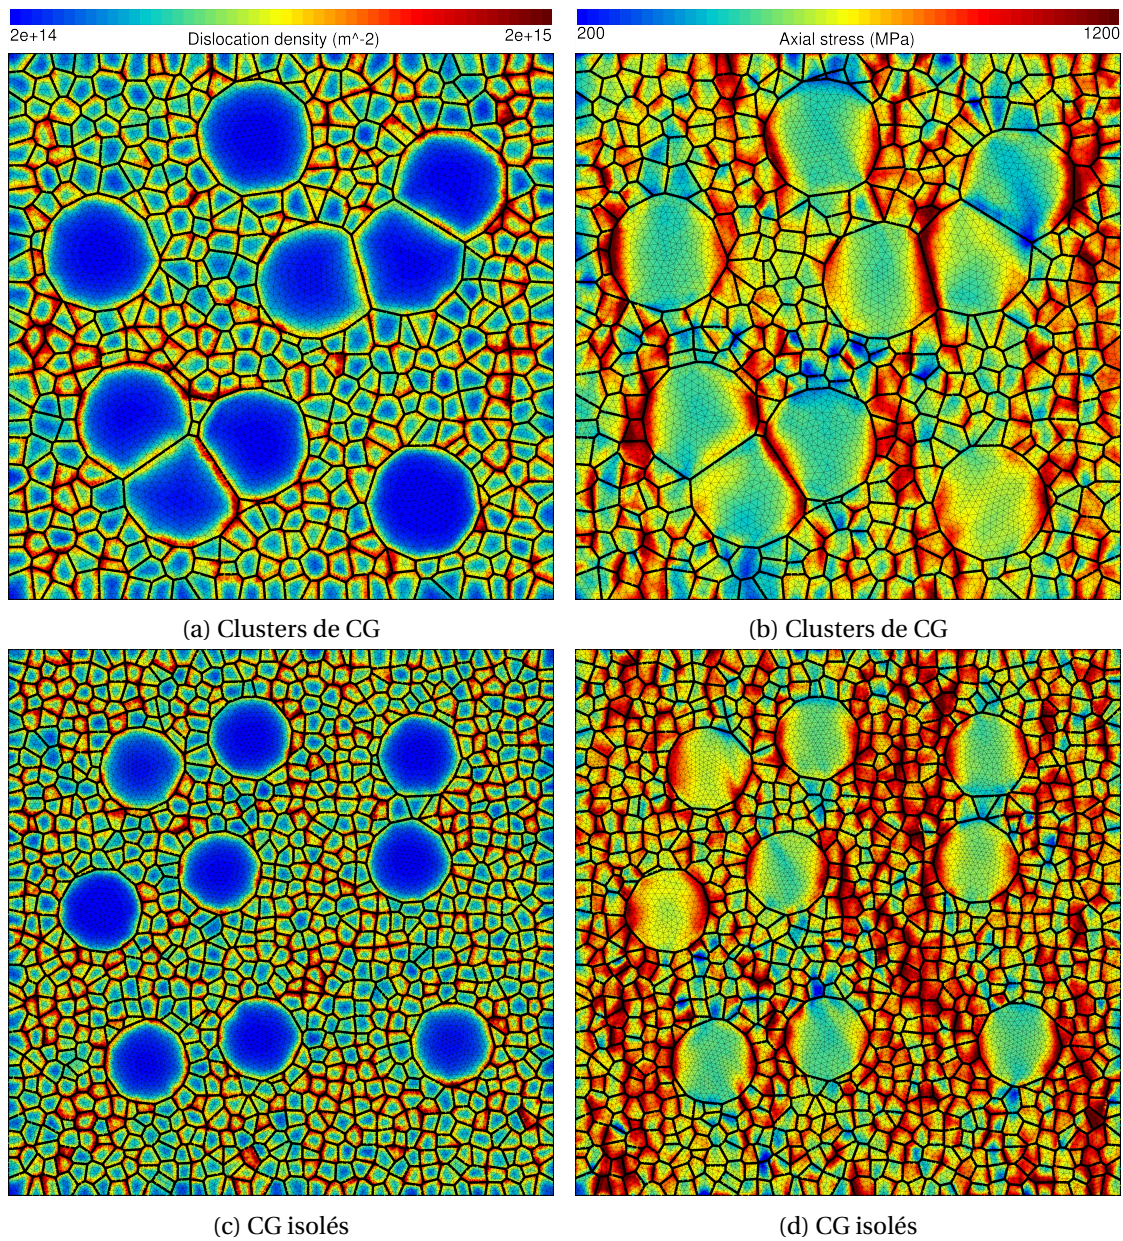 2e+14 Dislocation density (m^-2) 2e+15
200 Axial stress (MPa) 1200
(a) Clusters de CG
(b) Clusters de CG
(c) CG isolés
(d) CG isolés